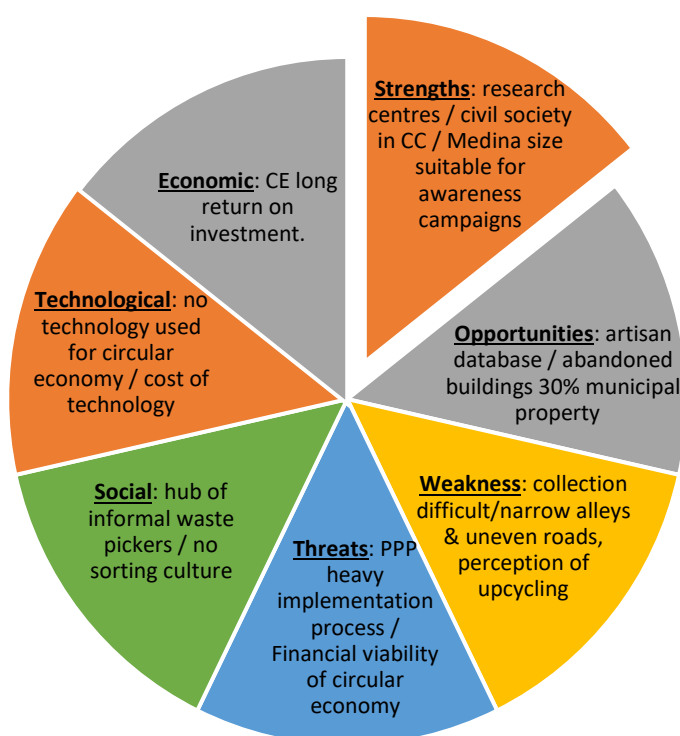 Strengths: research
centres / civil society
in CC / Medina size
suitable for
awareness
campaigns
Opportunities: artisan
database / abandoned
buildings 30% municipal
property
Weakness: collection
difficult/narrow alleys
& uneven roads,
perception of
upcycling
Threats: PPP
heavy
implementation
process /
Financial viability
of circular
economy
Social: hub of
informal waste
pickers / no
sorting culture
Technological: no
technology used
for circular
economy / cost of
technology
Economic: CE long
return on
investment.